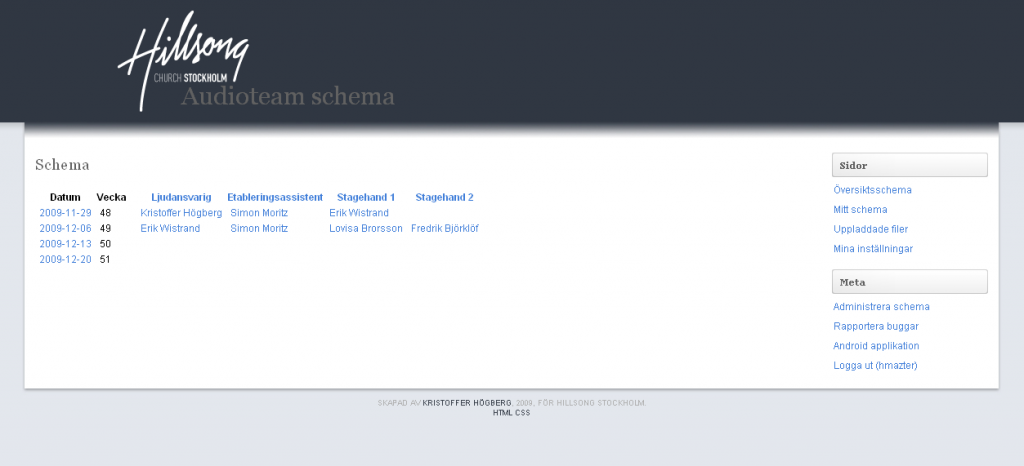 Hillsong
CHURCH STOCKHOLM
Audioteam schema
Schema
Datum Vecka Ljudansvarig Etableringsassistent Stagehand 1 Stagehand 2
2009-11-29 48 Kristoffer Högberg Simon Moritz Erik Wistrand
2009-12-06 49 Erik Wistrand Simon Moritz Lovisa Brorsson Fredrik Björklöf
2009-12-13 50
2009-12-20 51
Sidor
Översiktsschema
Mitt schema
Uppladdade filer
Mina inställningar
Meta
Administrera schema
Rapportera buggar
Android applikation
Logga ut (hmazter)
SKAPAD AV KRISTOFFER HÖGBERG, 2009, FÖR HILLSONG STOCKHOLM.
HTML CSS